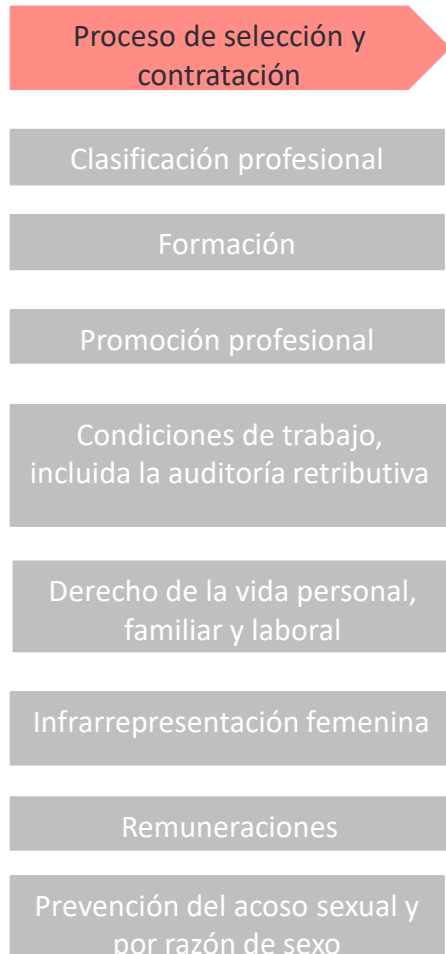 Proceso de selección y
contratación
Clasificación profesional
Formación
Promoción profesional
Condiciones de trabajo,
incluida la auditoría retributiva
Derecho de la vida personal,
familiar y laboral
Infrarrepresentación femenina
Remuneraciones
Prevención del acoso sexual y
por razón de sexo